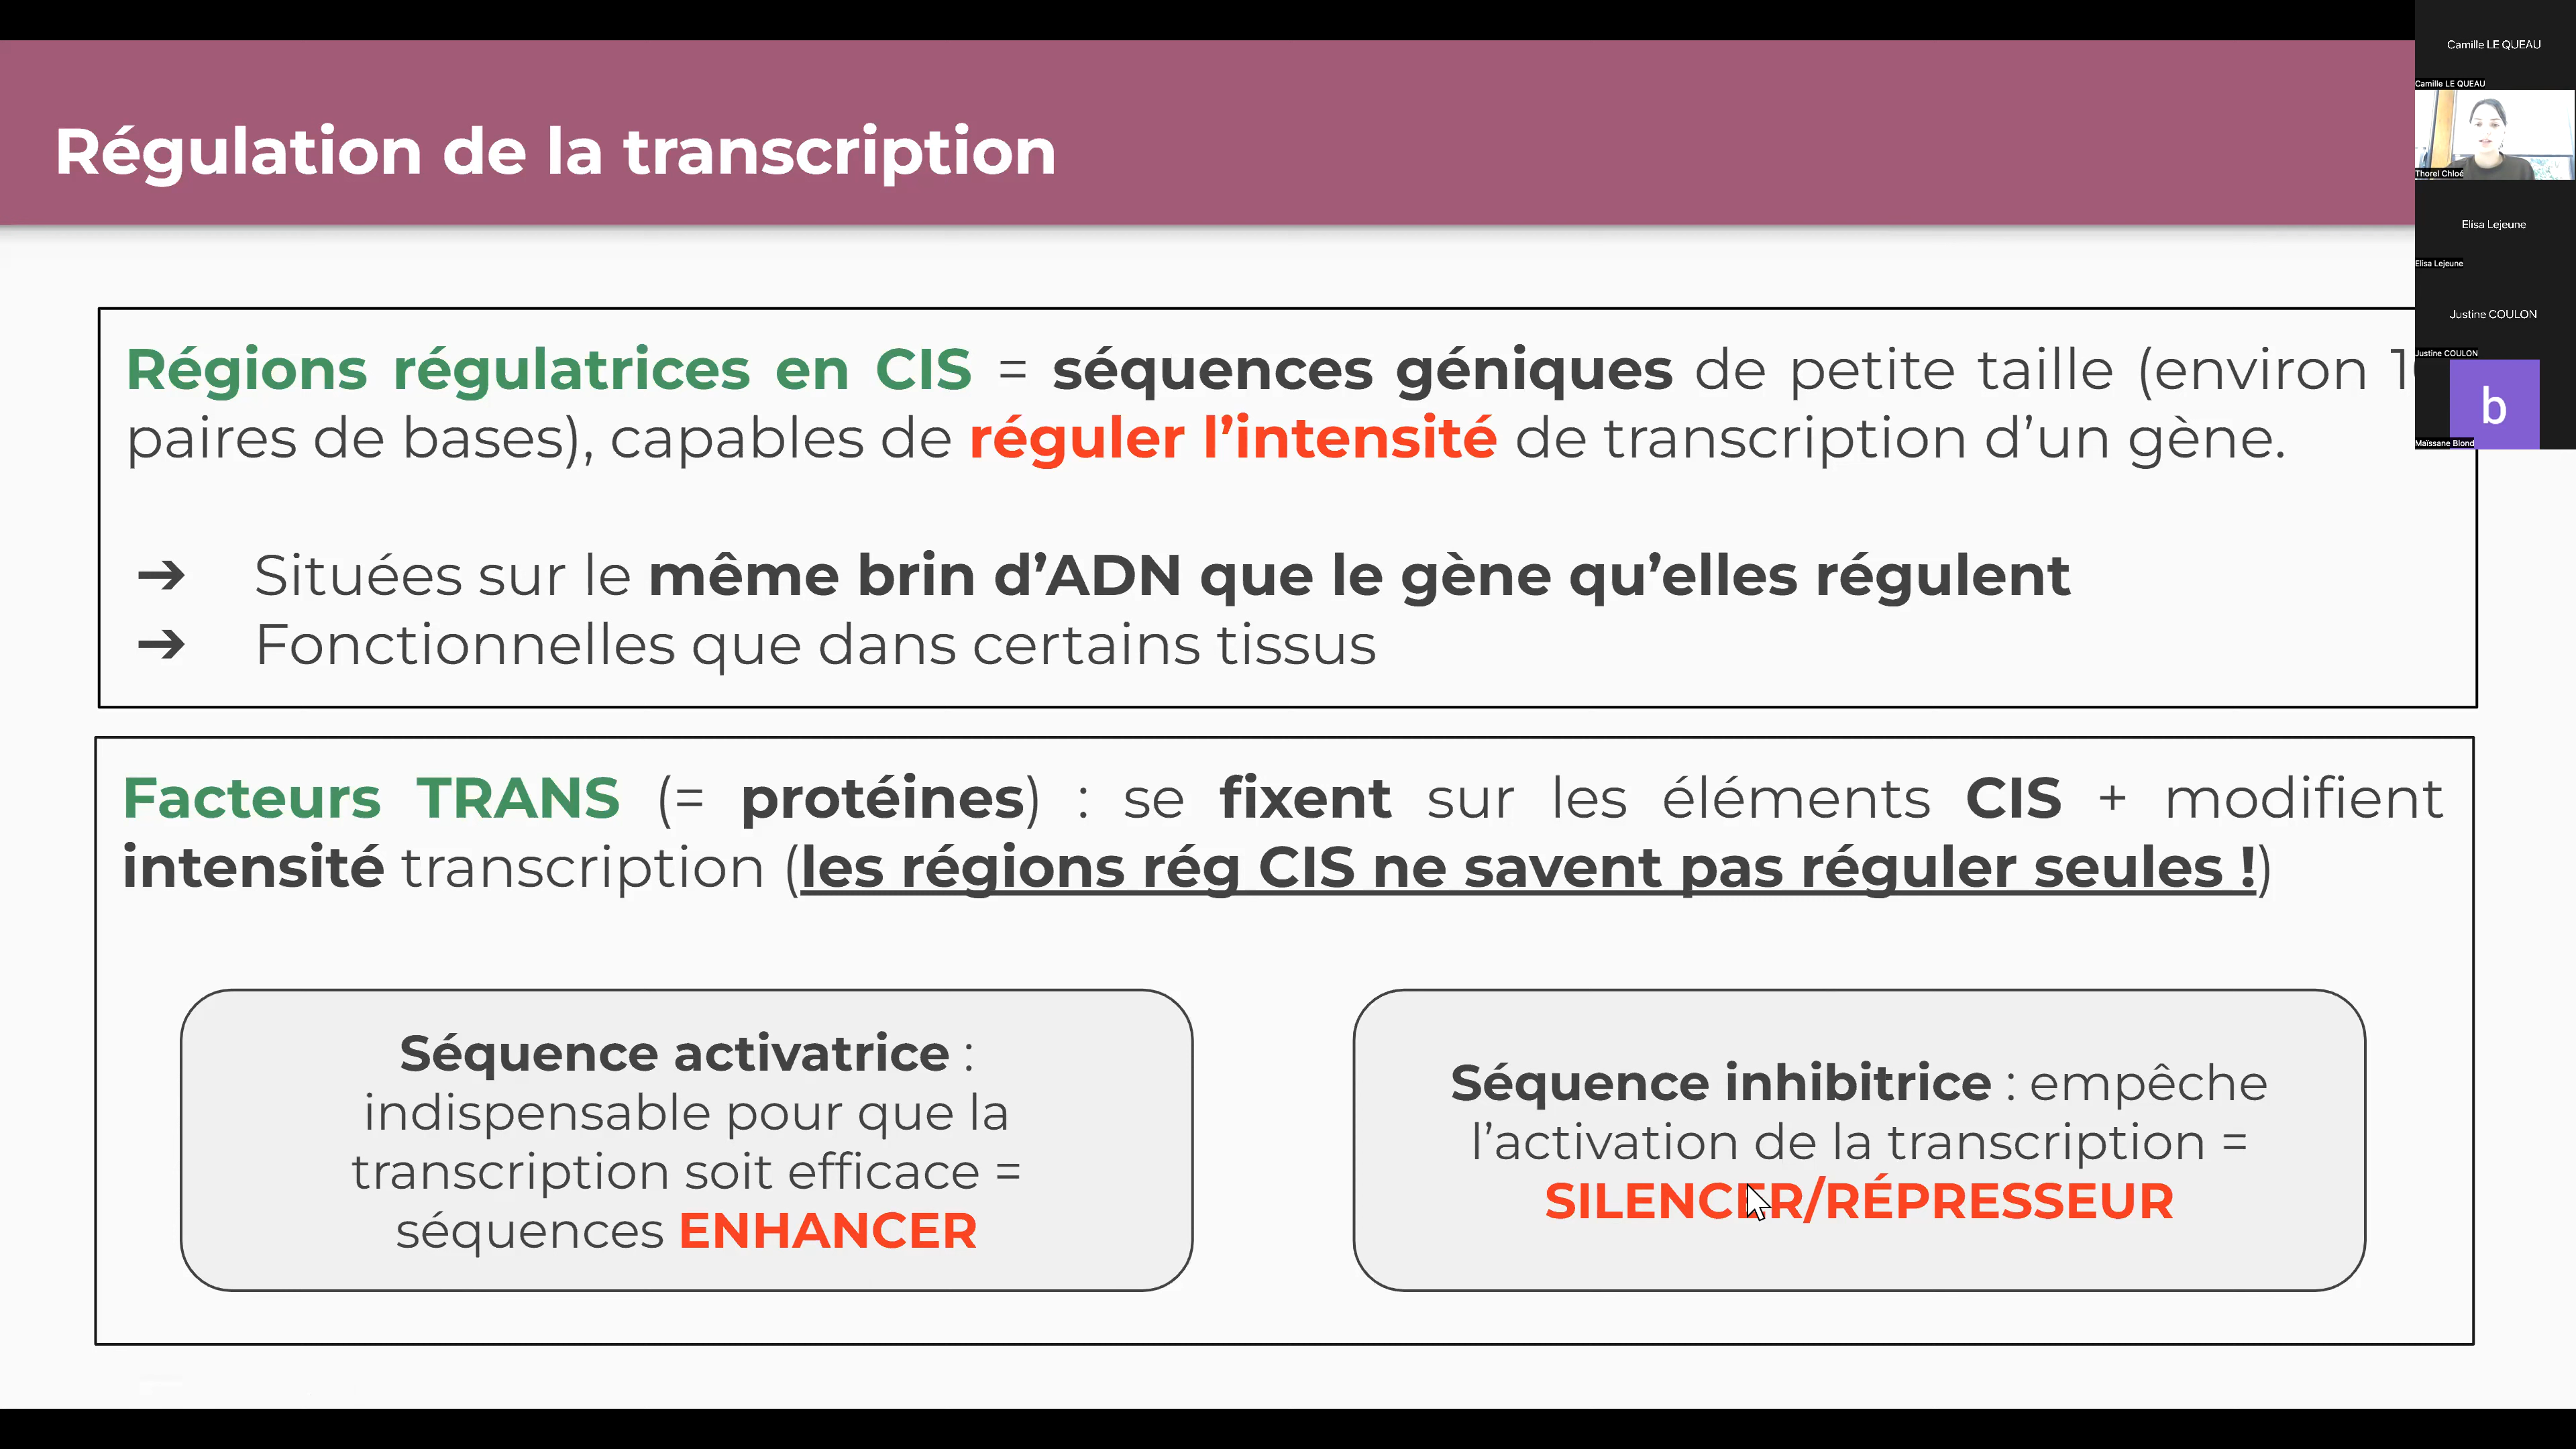 Régulation de la transcription
Régions régulatrices en CIS = séquences géniques de petite taille (environ
paires de bases), capables de réguler l’intensité de transcription d’un gène.
➔ Situées sur le même brin d’ADN que le gène qu’elles régulent
➔ Fonctionnelles que dans certains tissus
Facteurs TRANS (= protéines) : se fixent sur les éléments CIS + modifient
intensité transcription (les régions rég CIS ne savent pas réguler seules !)
Séquence activatrice :
indispensable pour que la
transcription soit efficace =
séquences ENHANCER
Séquence inhibitrice : empêche
l’activation de la transcription =
SILENCER/RÉPRESSEUR
Camille LE QUEAU
Camille LE QUEAU
Thorel Chloé
Elisa Lejeune
Elisa Lejeune
Justine COULON
Justine COULON
b
Maïssane Blond